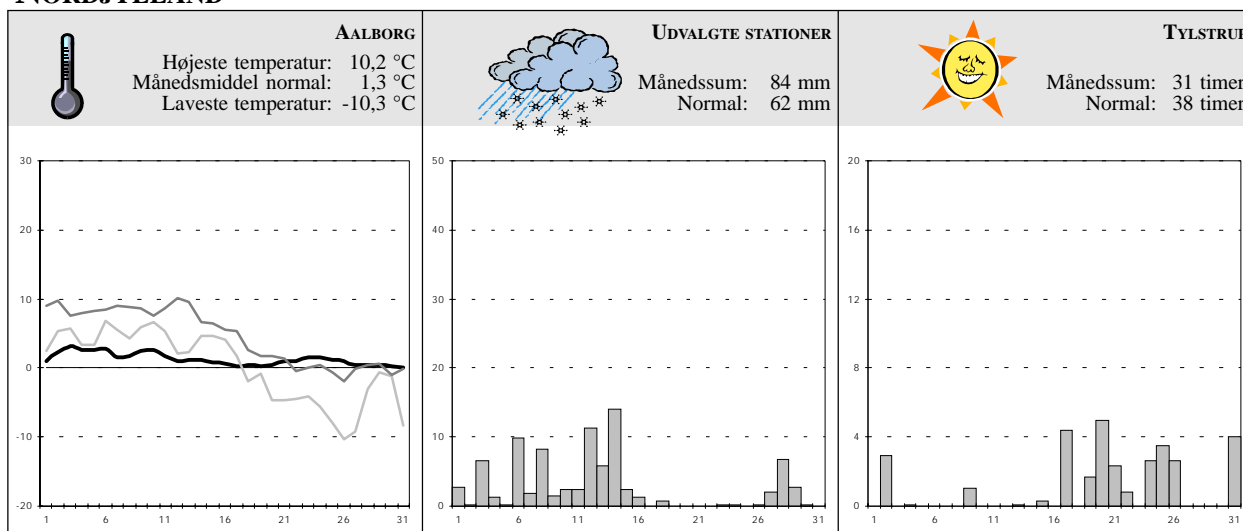 AALBORG
Højeste temperatur: 10,2 °C
Månedsmiddel normal: 1,3 °C
Laveste temperatur: -10,3 °C
30
20
10
0
-10
-20
1 6 11 16 21 26 31
UDVALGTE STATIONER
Månedssum: 84 mm
Normal: 62 mm
50
40
30
20
10
0
1 6 11 16 21 26 31
TYLSTRUP
Månedssum: 31 timer
Normal: 38 timer
20
16
12
8
4
0
1 6 11 16 21 26 31